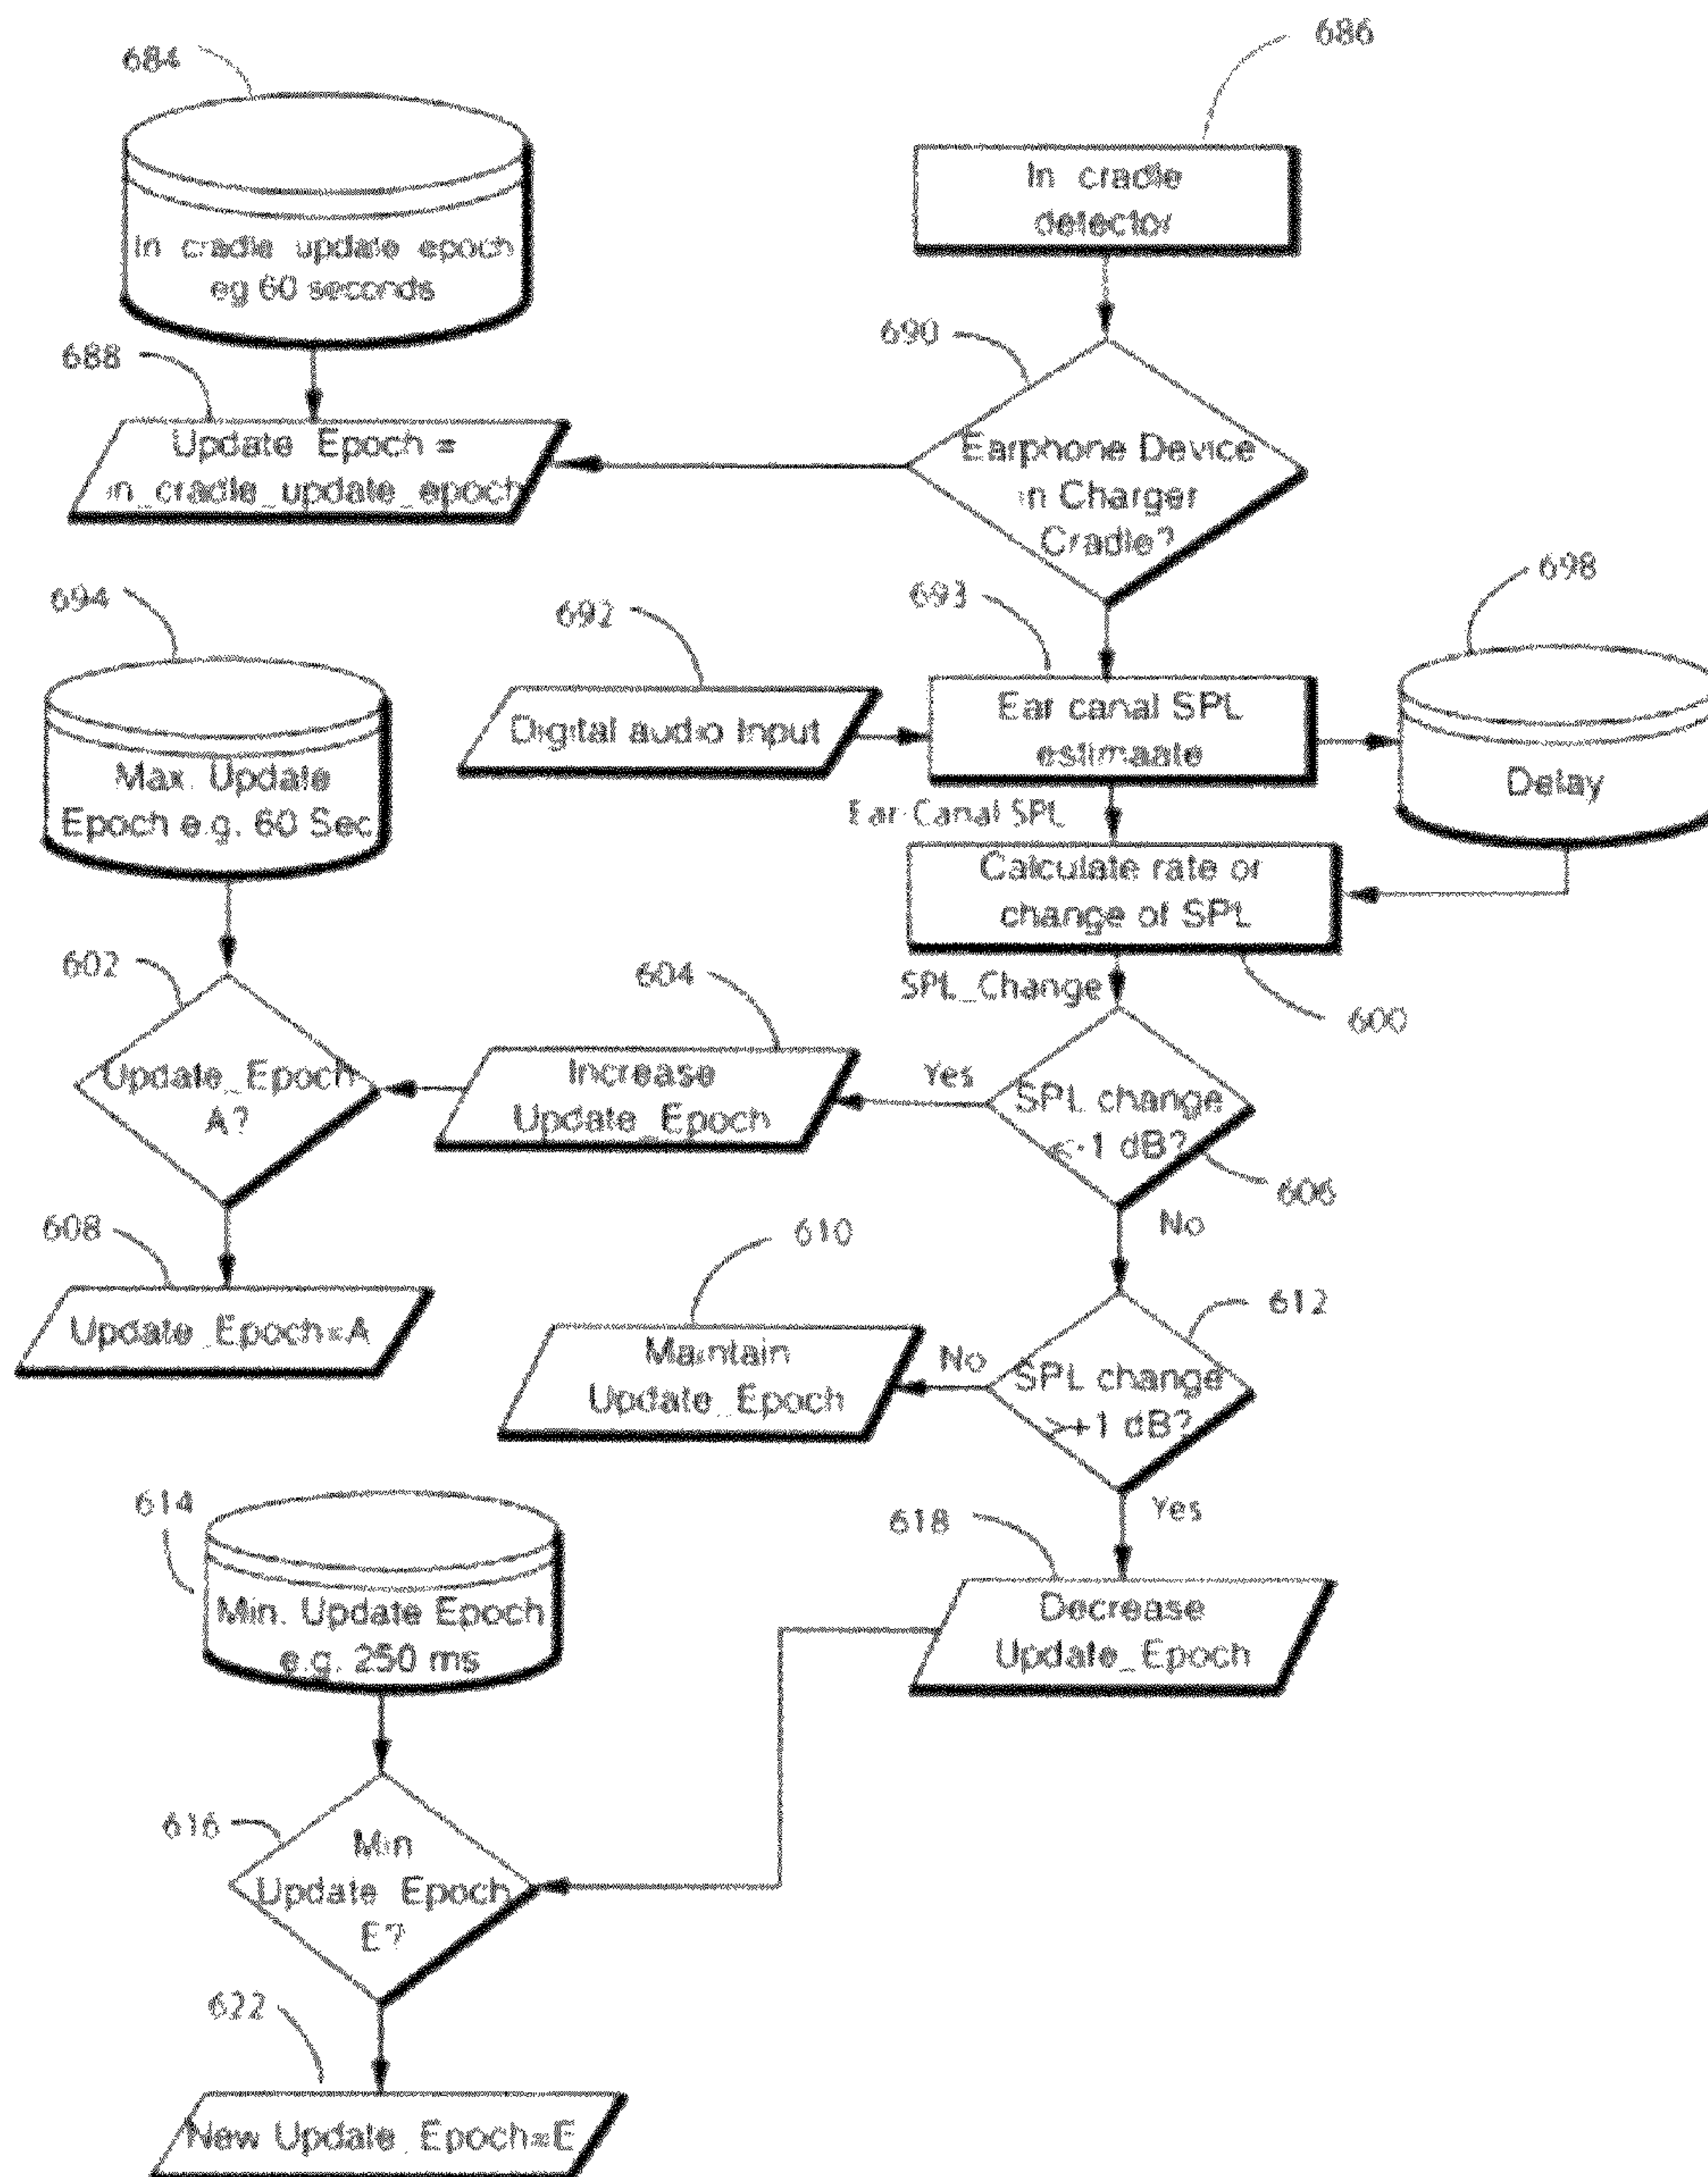 684
686
In cradle
detector
In cradle update epoch
eg 60 seconds
690
688
Update Epoch =
in_cradle_update_epoch
Earphone Device
in Charger
Cradle?
698
694
692
693
Digital audio Input
Ear canal SPL
estimaate
Delay
Max. Update
Epoch e.g. 60 Sec
Ear Canal SPL
Calculate rate or
change of SPL
602
604
SPL_Change
600
Update_Epoch
A?
Increase
Update_Epoch
Yes
SPL change
<-1 dB?
606
No
608
610
612
Update_Epoch=A
Maintain
Update_Epoch
No
SPL change
>+1 dB?
614
618
Yes
Min. Update Epoch
e.g. 250 ms
Decrease
Update_Epoch
616
Min
Update Epoch
E?
622
New Update_Epoch=E